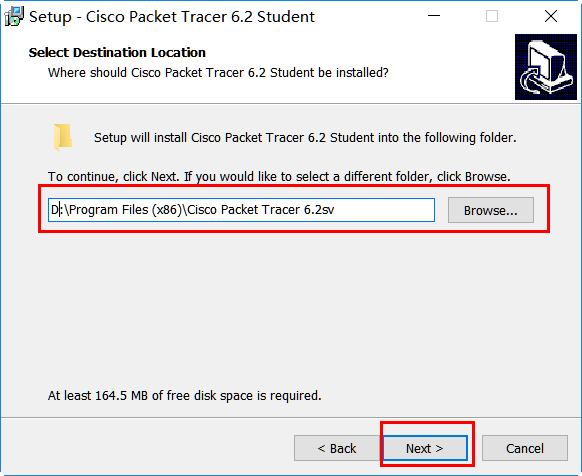 Setup - Cisco Packet Tracer 6.2 Student
Select Destination Location
Where should Cisco Packet Tracer 6.2 Student be installed?
Setup will install Cisco Packet Tracer 6.2 Student into the following folder.
To continue, click Next. If you would like to select a different folder, click Browse.
D:\Program Files (x86)\Cisco Packet Tracer 6.2sv Browse...
At least 164.5 MB of free disk space is required.
< Back Next > Cancel